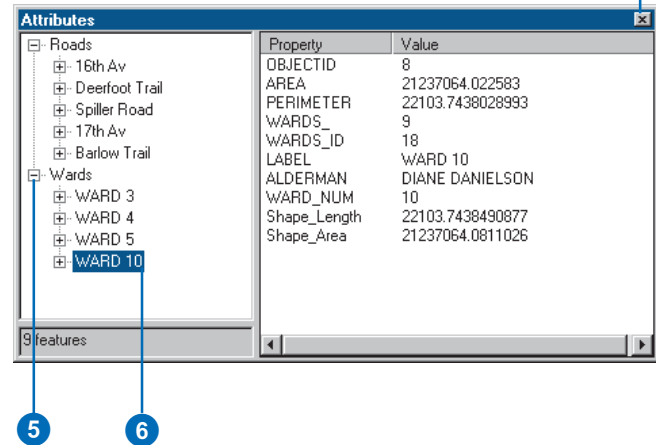 Attributes
Roads
16th Av
Deerfoot Trail
Spiller Road
17th Av
Barlow Trail
Wards
WARD 3
WARD 4
WARD 5
WARD 10
9 features
Property Value
OBJECTID 8
AREA 21237064.022583
PERIMETER 22103.7438028993
WARDS_ 9
WARDS_ID 18
LABEL WARD 10
ALDERMAN DIANE DANIELSON
WARD_NUM 10
Shape_Length 22103.7438490877
Shape_Area 21237064.0811026
5 6